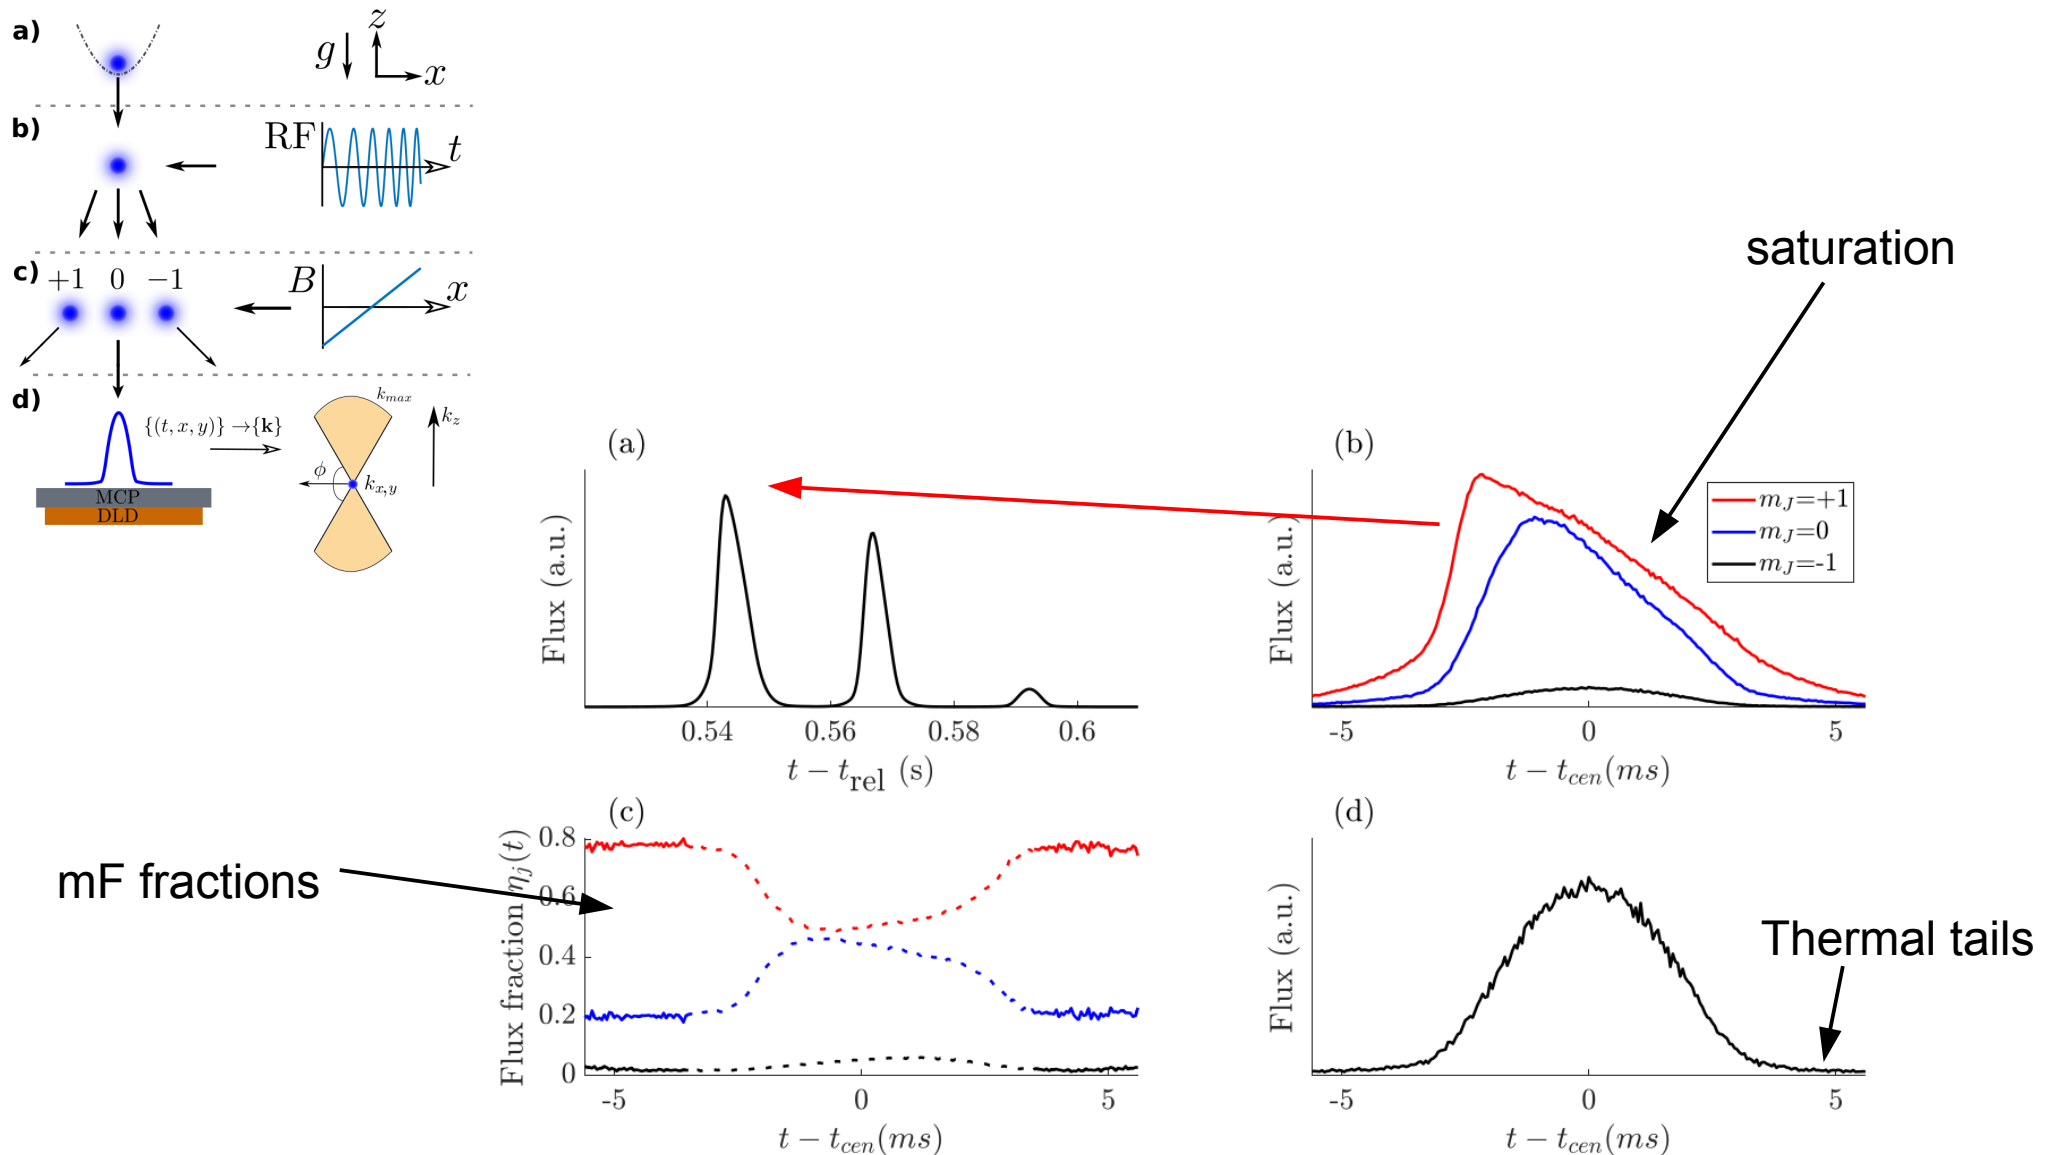 a)
g
z
x
b)
RF
t
c)
+1 0 −1
B
x
d)
{(t, x, y)} →{k}
k_max
k_z
ϕ
k_x,y
MCP
DLD
saturation
(a)
Flux (a.u.)
0.54 0.56 0.58 0.6
t − t_rel (s)
(b)
Flux (a.u.)
m_J=+1
m_J=0
m_J=-1
-5 0 5
t − t_cen(ms)
mF fractions
(c)
Flux fraction η_j(t)
0.8
0.6
0.4
0.2
0
-5 0 5
t − t_cen(ms)
(d)
Flux (a.u.)
Thermal tails
-5 0 5
t − t_cen(ms)